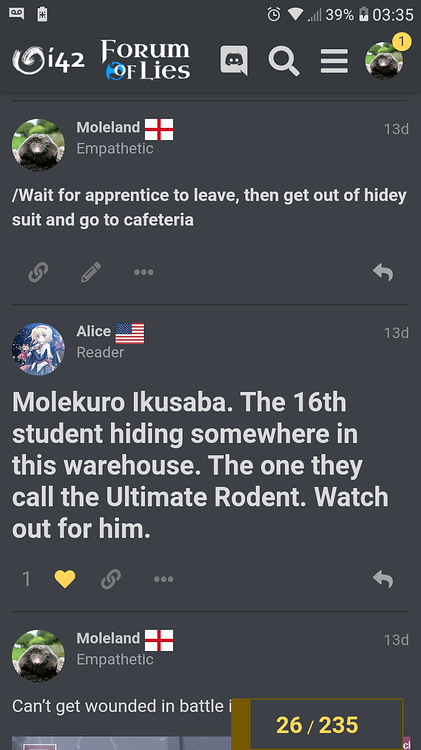 39% 03:35
i42 FORUM OF LIES
1
Moleland 13d
Empathetic
/Wait for apprentice to leave, then get out of hidey
suit and go to cafeteria
Alice 13d
Reader
Molekuro Ikusaba. The 16th
student hiding somewhere in
this warehouse. The one they
call the Ultimate Rodent. Watch
out for him.
1
Moleland 13d
Empathetic
Can't get wounded in battle
26 / 235